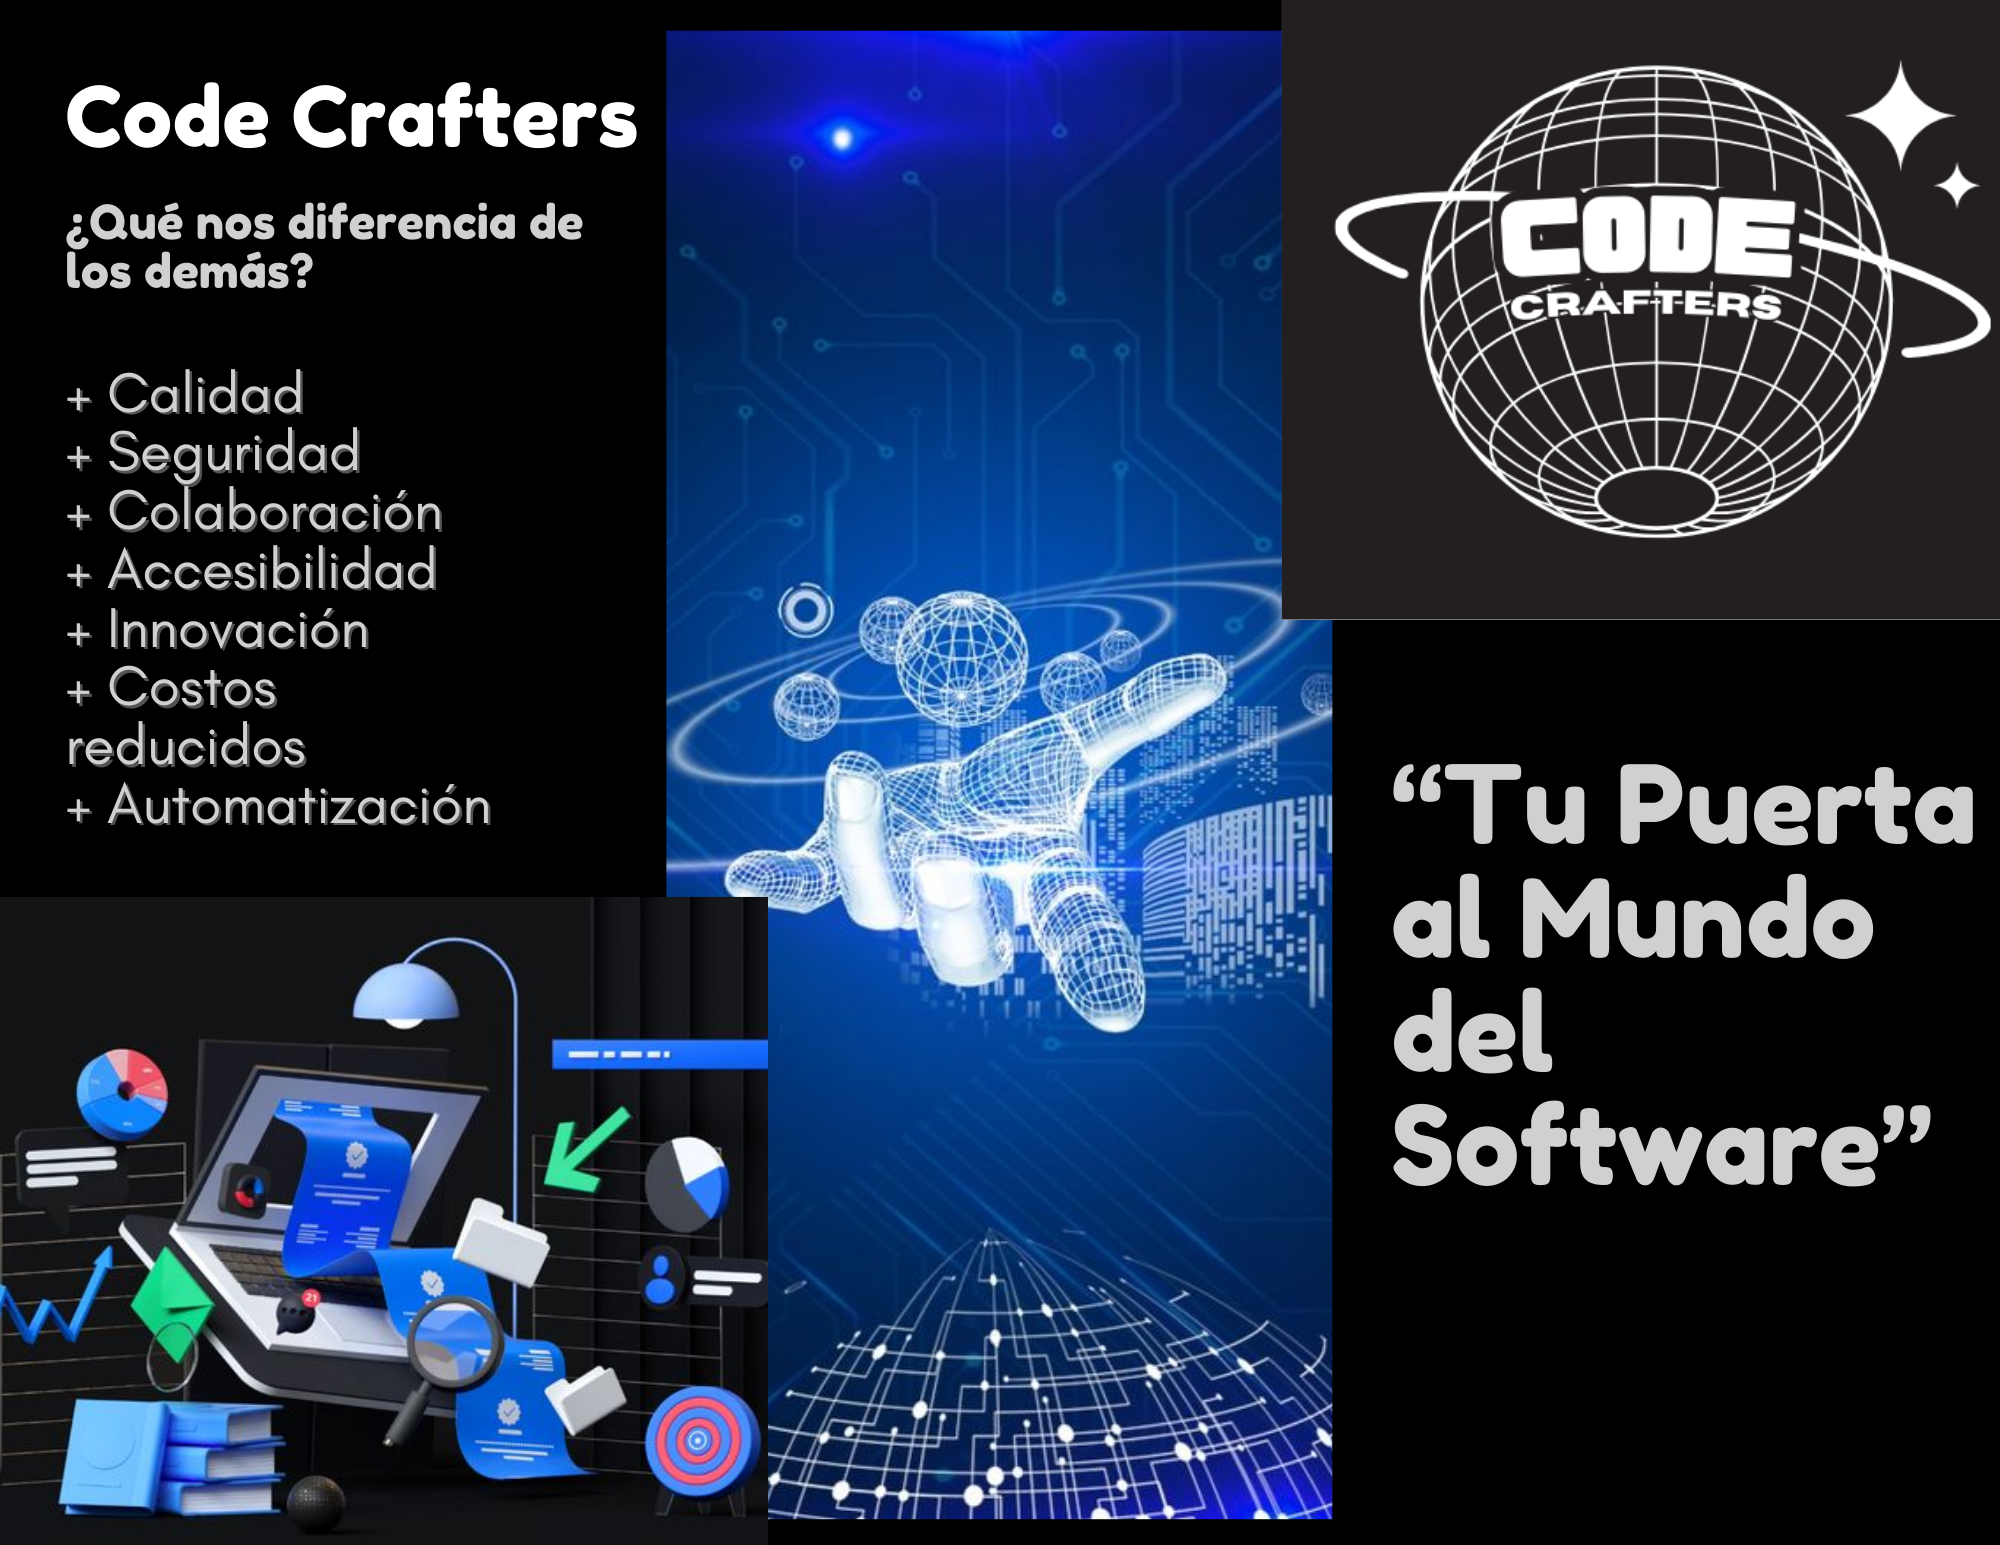 Code Crafters
¿Qué nos diferencia de
los demás?
+ Calidad
+ Seguridad
+ Colaboración
+ Accesibilidad
+ Innovación
+ Costos
reducidos
+ Automatización
21
CODE
CRAFTERS
“Tu Puerta
al Mundo
del
Software”